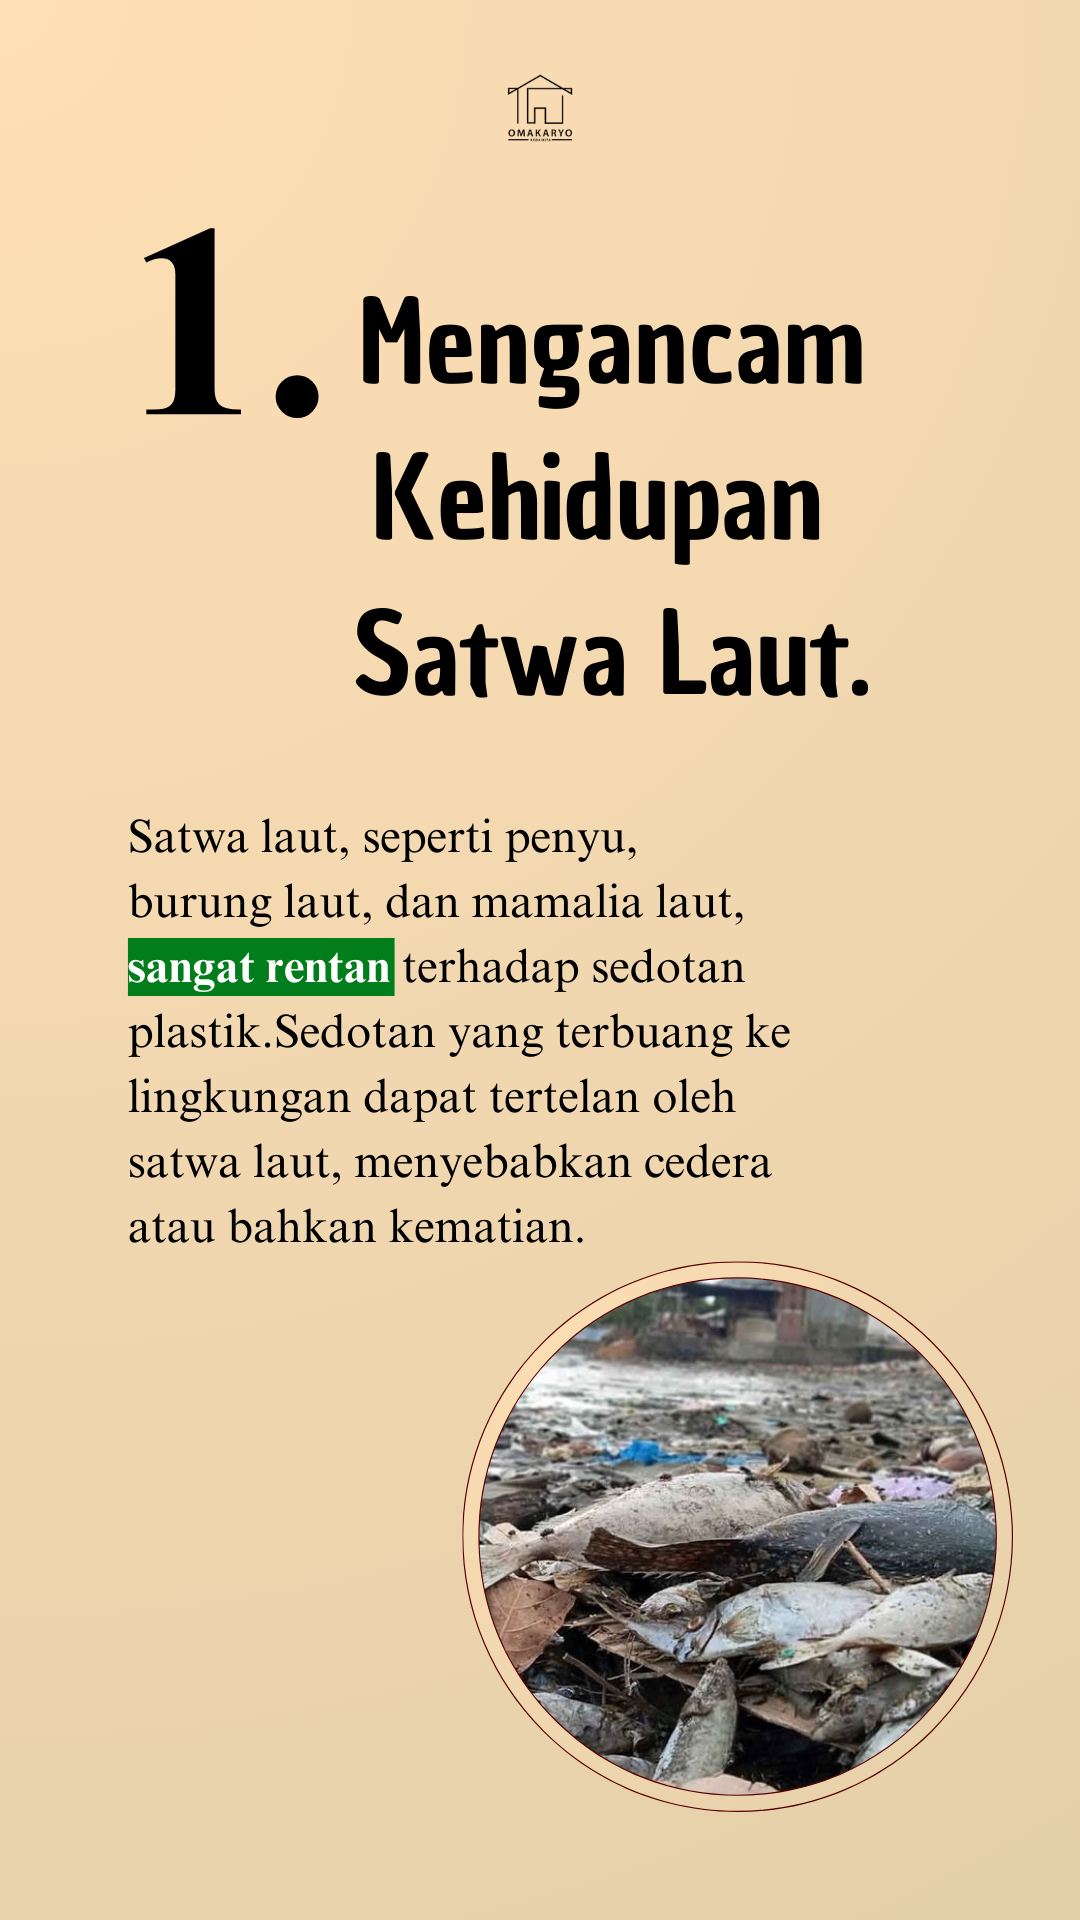 OMAKARYO
1.
Mengancam
Kehidupan
Satwa Laut.
Satwa laut, seperti penyu,
burung laut, dan mamalia laut,
sangat rentan terhadap sedotan
plastik.Sedotan yang terbuang ke
lingkungan dapat tertelan oleh
satwa laut, menyebabkan cedera
atau bahkan kematian.